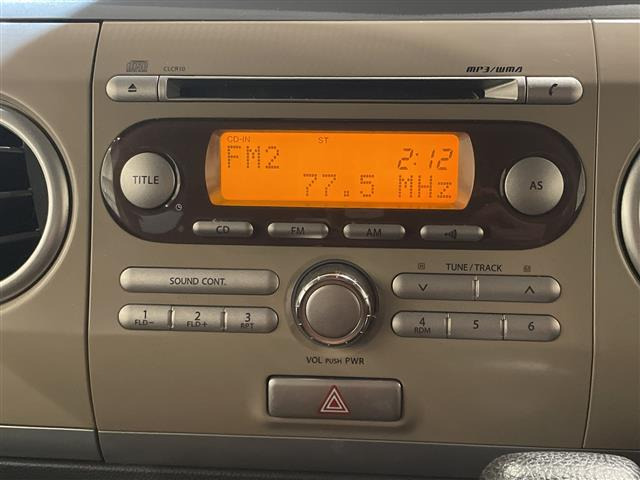 CLCR10
MP3/WMA
CD-IN ST
FM2 2:12
77.5 MHZ
TITLE
AS
CD FM AM
SOUND CONT.
TUNE / TRACK
1 2 3
FLD− FLD+ RPT
4 5 6
RDM
VOL PUSH PWR